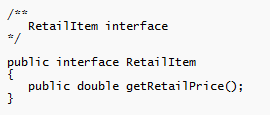 /**
RetailItem interface
*/
public interface RetailItem
{
public double getRetailPrice();
}